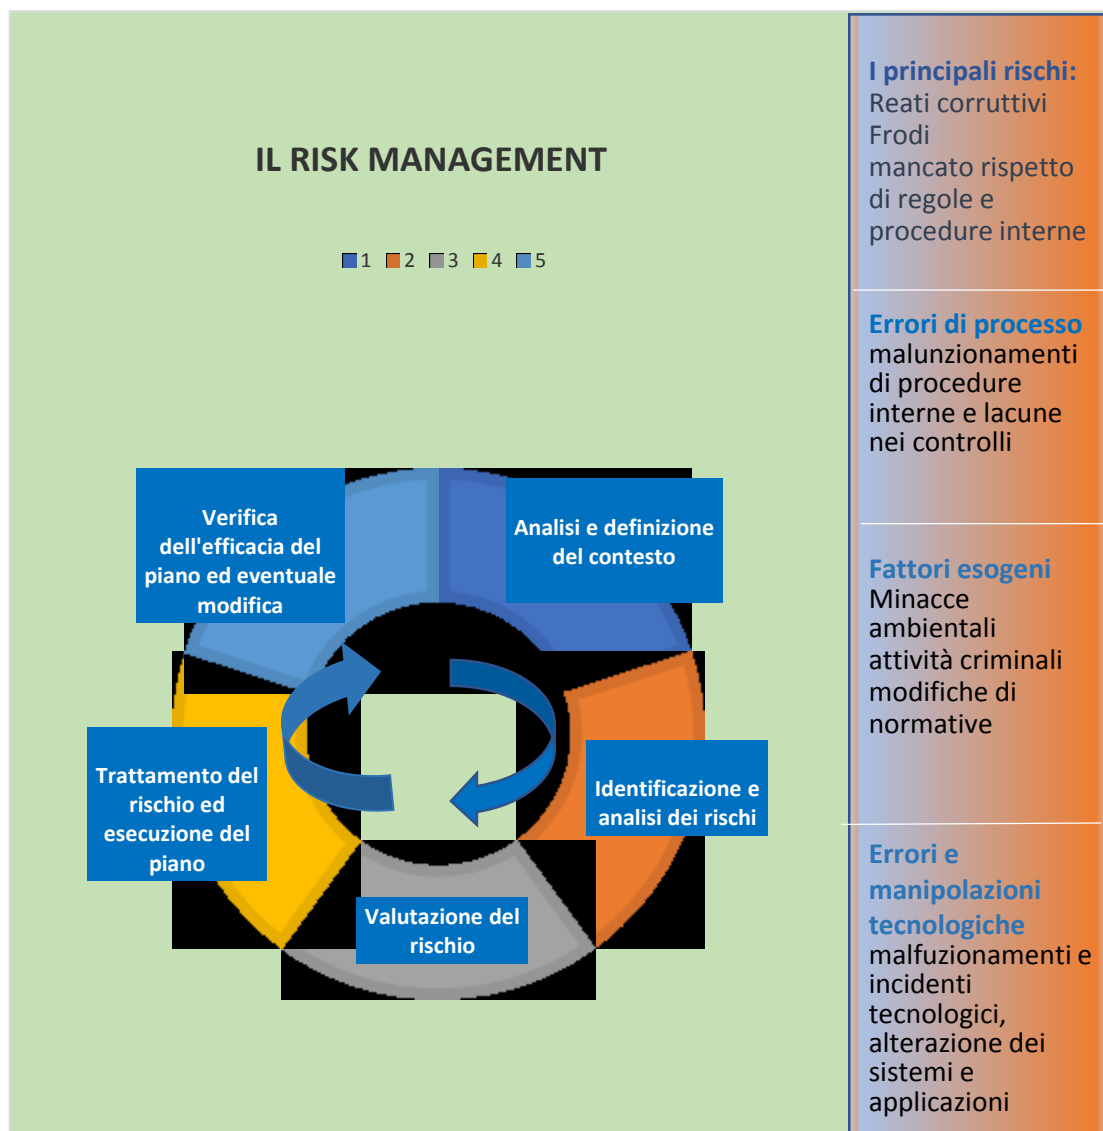 IL RISK MANAGEMENT
1 2 3 4 5
Verifica
dell'efficacia del
piano ed eventuale
modifica
Analisi e definizione
del contesto
Trattamento del
rischio ed
esecuzione del
piano
Identificazione e
analisi dei rischi
Valutazione del
rischio
I principali rischi:
Reati corruttivi
Frodi
mancato rispetto
di regole e
procedure interne
Errori di processo
malunzionamenti
di procedure
interne e lacune
nei controlli
Fattori esogeni
Minacce
ambientali
attività criminali
modifiche di
normative
Errori e
manipolazioni
tecnologiche
malfuzionamenti e
incidenti
tecnologici,
alterazione dei
sistemi e
applicazioni